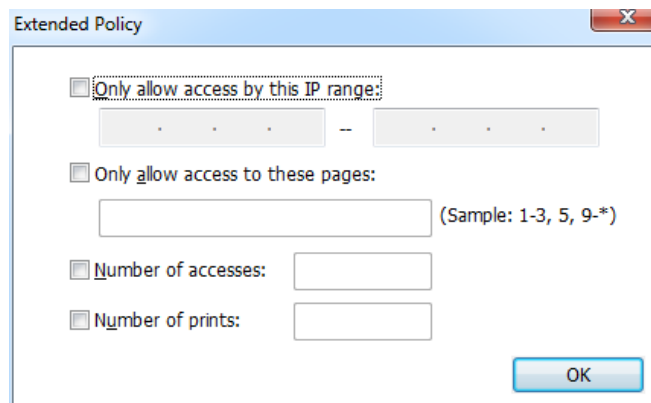 Extended Policy
Only allow access by this IP range:
. . . -- . . .
Only allow access to these pages:
(Sample: 1-3, 5, 9-*)
Number of accesses:
Number of prints:
OK